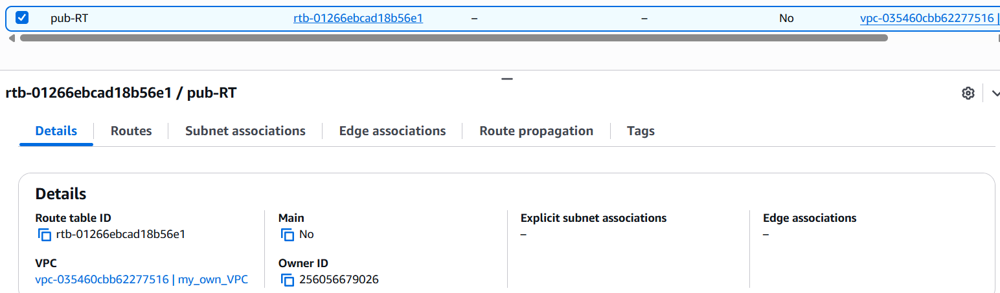 pub-RT rtb-01266ebcad18b56e1 – – No vpc-035460cbb62277516 |
rtb-01266ebcad18b56e1 / pub-RT
Details Routes Subnet associations Edge associations Route propagation Tags
Details
Route table ID Main Explicit subnet associations Edge associations
rtb-01266ebcad18b56e1 No – –
VPC Owner ID
vpc-035460cbb62277516 | my_own_VPC 256056679026